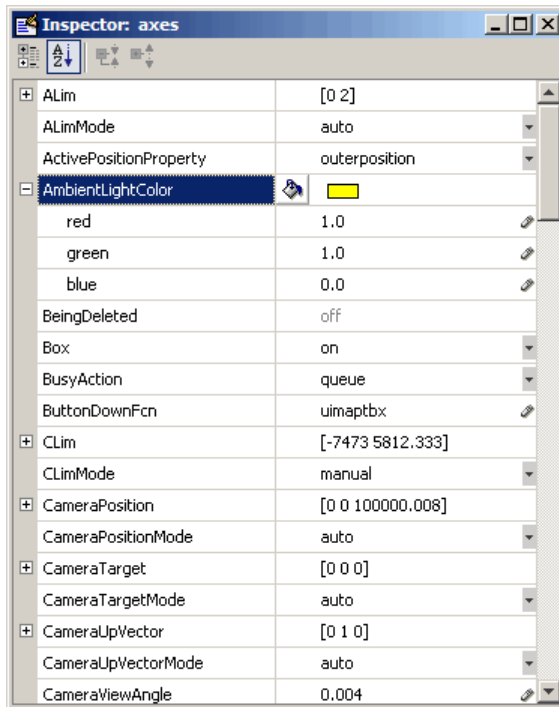 Inspector: axes
ALim [0 2]
ALimMode auto
ActivePositionProperty outerposition
AmbientLightColor
red 1.0
green 1.0
blue 0.0
BeingDeleted off
Box on
BusyAction queue
ButtonDownFcn uimaptbx
CLim [-7473 5812.333]
CLimMode manual
CameraPosition [0 0 100000.008]
CameraPositionMode auto
CameraTarget [0 0 0]
CameraTargetMode auto
CameraUpVector [0 1 0]
CameraUpVectorMode auto
CameraViewAngle 0.004